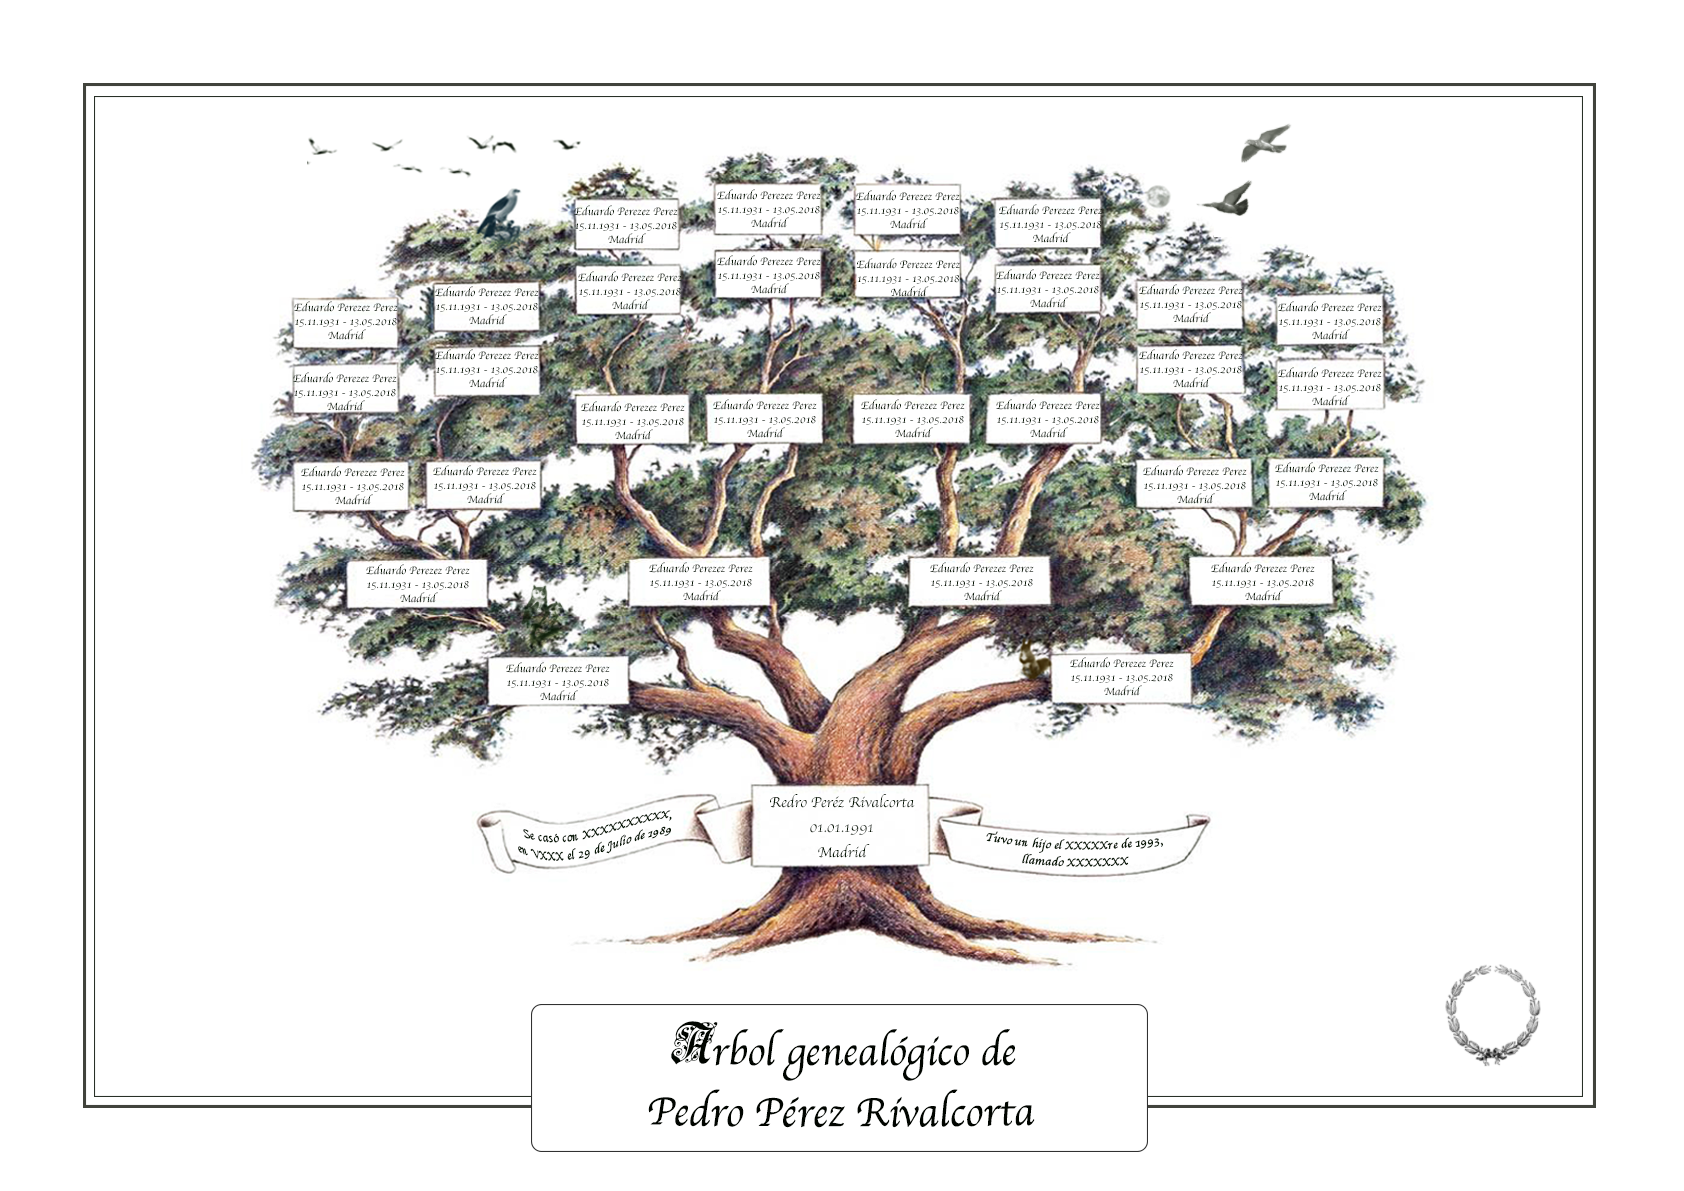 Eduardo Perezez Perez
15.11.1931 - 13.05.2018
Madrid
Eduardo Perezez Perez
15.11.1931 - 13.05.2018
Madrid
Eduardo Perezez Perez
15.11.1931 - 13.05.2018
Madrid
Eduardo Perezez Perez
15.11.1931 - 13.05.2018
Madrid
Eduardo Perezez Perez
15.11.1931 - 13.05.2018
Madrid
Eduardo Perezez Perez
15.11.1931 - 13.05.2018
Madrid
Eduardo Perezez Perez
15.11.1931 - 13.05.2018
Madrid
Eduardo Perezez Perez
15.11.1931 - 13.05.2018
Madrid
Eduardo Perezez Perez
15.11.1931 - 13.05.2018
Madrid
Eduardo Perezez Perez
15.11.1931 - 13.05.2018
Madrid
Eduardo Perezez Perez
15.11.1931 - 13.05.2018
Madrid
Eduardo Perezez Perez
15.11.1931 - 13.05.2018
Madrid
Eduardo Perezez Perez
15.11.1931 - 13.05.2018
Madrid
Eduardo Perezez Perez
15.11.1931 - 13.05.2018
Madrid
Eduardo Perezez Perez
15.11.1931 - 13.05.2018
Madrid
Eduardo Perezez Perez
15.11.1931 - 13.05.2018
Madrid
Eduardo Perezez Perez
15.11.1931 - 13.05.2018
Madrid
Eduardo Perezez Perez
15.11.1931 - 13.05.2018
Madrid
Eduardo Perezez Perez
15.11.1931 - 13.05.2018
Madrid
Eduardo Perezez Perez
15.11.1931 - 13.05.2018
Madrid
Eduardo Perezez Perez
15.11.1931 - 13.05.2018
Madrid
Eduardo Perezez Perez
15.11.1931 - 13.05.2018
Madrid
Eduardo Perezez Perez
15.11.1931 - 13.05.2018
Madrid
Eduardo Perezez Perez
15.11.1931 - 13.05.2018
Madrid
Eduardo Perezez Perez
15.11.1931 - 13.05.2018
Madrid
Eduardo Perezez Perez
15.11.1931 - 13.05.2018
Madrid
Eduardo Perezez Perez
15.11.1931 - 13.05.2018
Madrid
Eduardo Perezez Perez
15.11.1931 - 13.05.2018
Madrid
Eduardo Perezez Perez
15.11.1931 - 13.05.2018
Madrid
Eduardo Perezez Perez
15.11.1931 - 13.05.2018
Madrid
Se casó con XXXXXXXXXX,
en VXXX el 29 de Julio de 1989
Redro Peréz Rivalcorta
01.01.1991
Madrid
Tuvo un hijo el XXXXXre de 1993,
llamado XXXXXXX
Arbol genealógico de
Pedro Pérez Rivalcorta